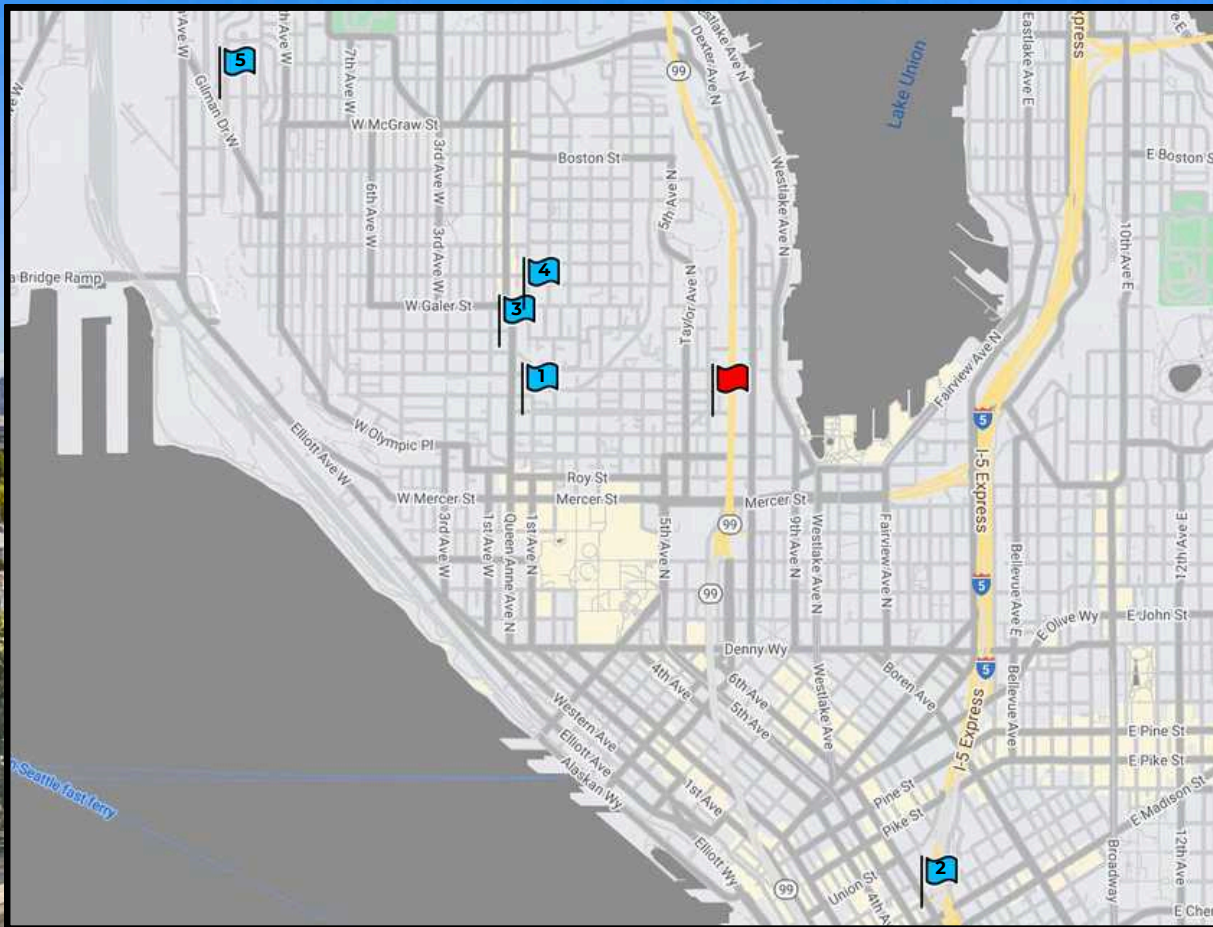 5th Ave W
Gilman Dr W
7th Ave W
W McGraw St
3rd Ave W
6th Ave W
3rd Ave W
W Galer St
a Bridge Ramp
5
4
3
1
2
99
Westlake Ave N
Dexter Ave N
Lake Union
Boston St
5th Ave N
Taylor Ave N
Westlake Ave N
Eastlake Ave E
xpress
E Boston S
10th Ave E
Fairview Ave N
W Olympic Pl
Elliott Ave W
Roy St
W Mercer St
Mercer St
Mercer St
3rd Ave W
1st Ave W
Queen Anne Ave N
1st Ave N
5th Ave N
99
99
9th Ave N
Westlake Ave N
Fairview Ave N
5
I-5 Express
5
5
Bellevue Ave E
12th Ave E
E Olive Wy
E John St
Denny Wy
4th Ave
6th Ave
5th Ave
Westlake Ave
Boren Ave
Bellevue Ave
I-5 Express
E Pine St
E Pike St
E Madison St
Western Ave
Elliott Ave
Alaskan Wy
1st Ave
Pine St
Pike St
n-Seattle fast ferry
Elliott Wy
99
Union St
4th Av
Broadway
12th Ave
E Cher